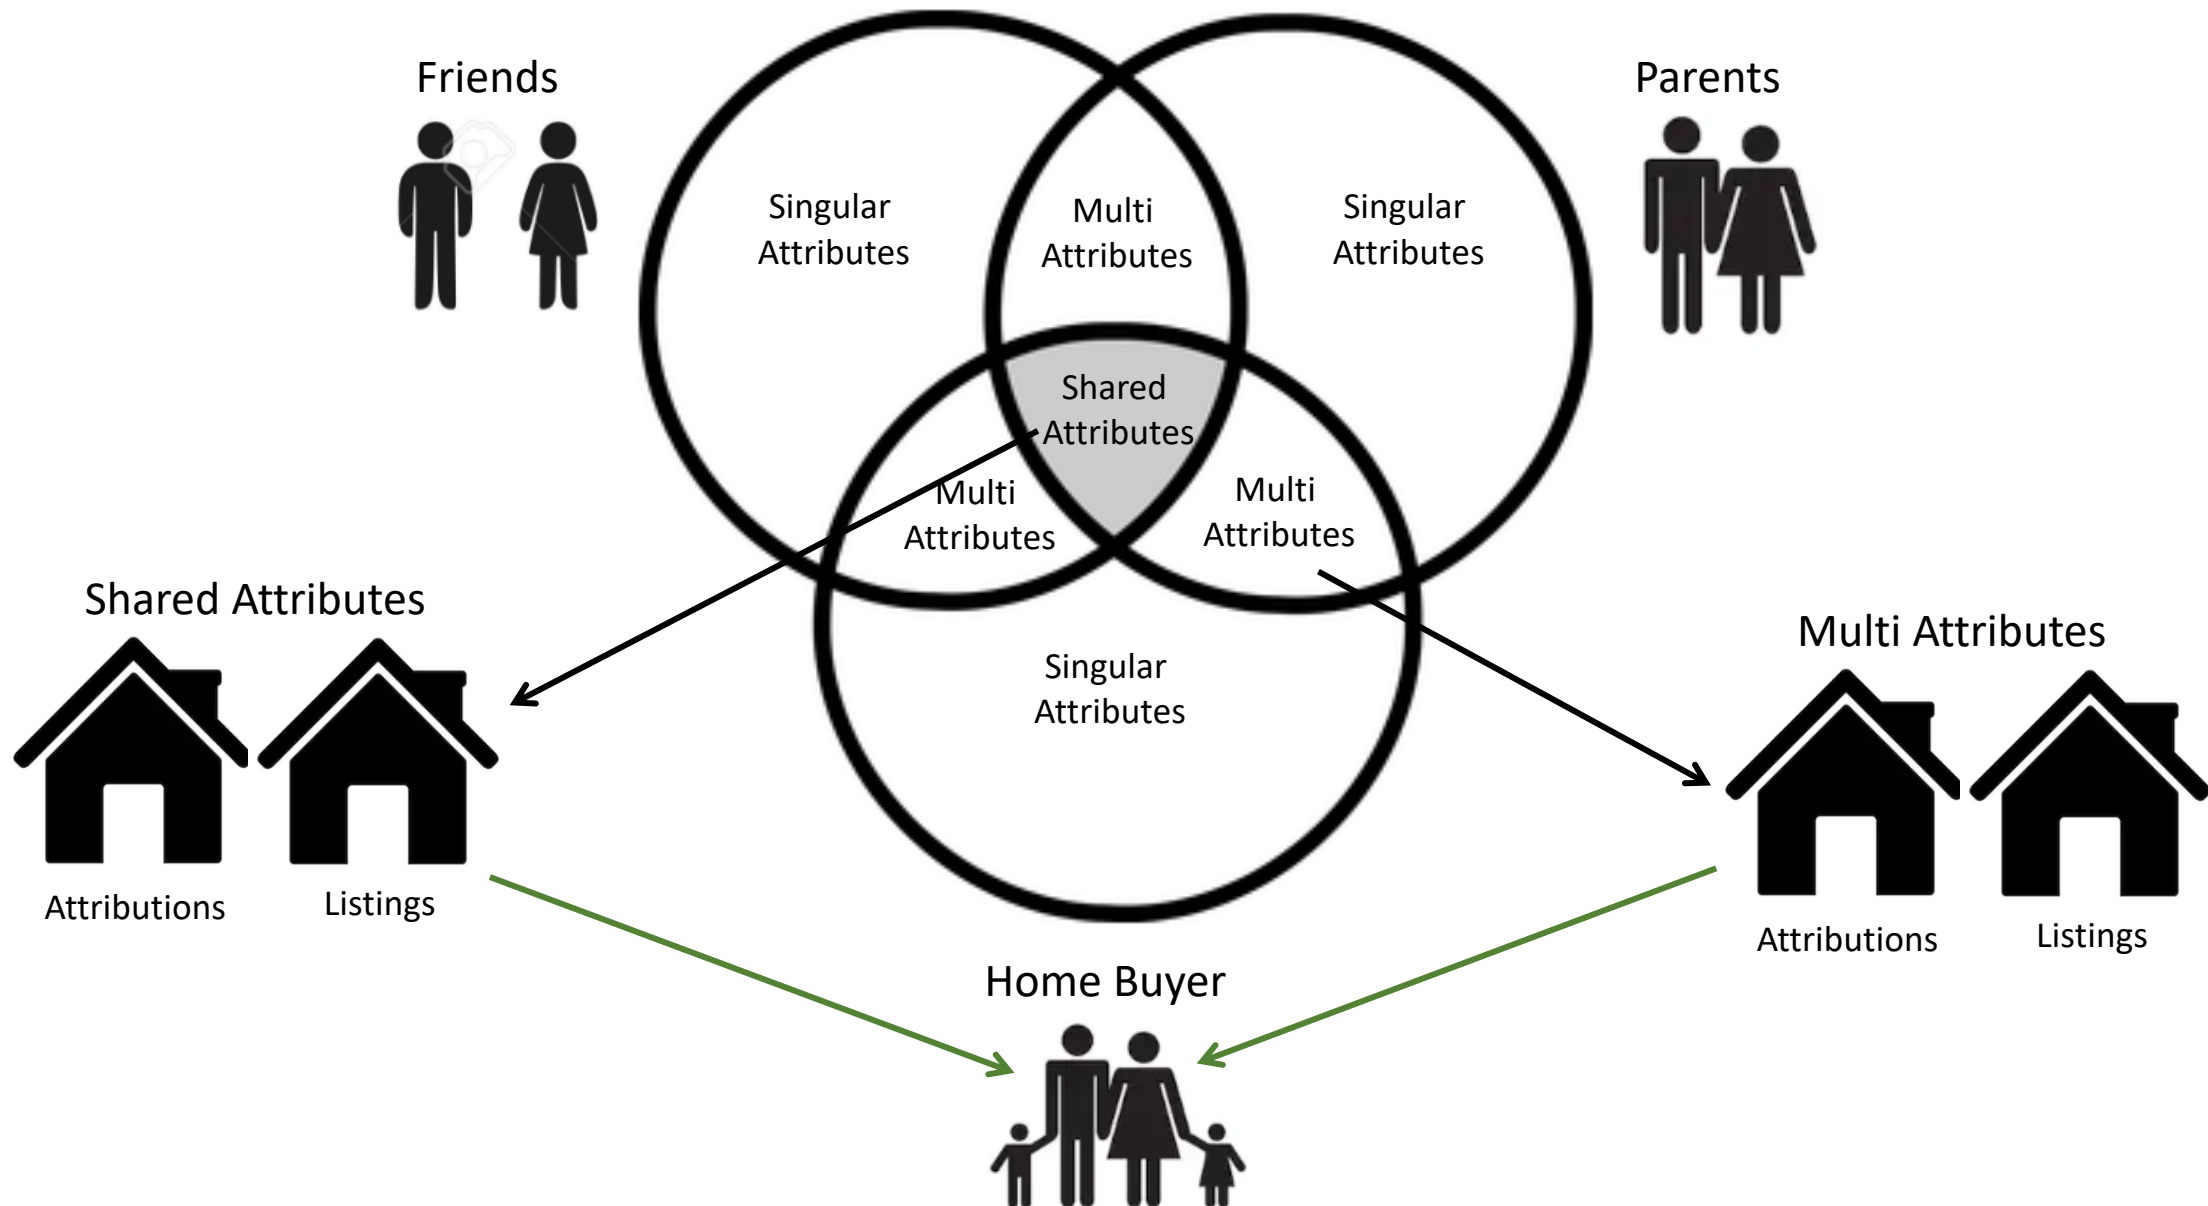 Friends
Parents
Singular
Attributes
Multi
Attributes
Singular
Attributes
Shared
Attributes
Multi
Attributes
Multi
Attributes
Shared Attributes
Multi Attributes
Singular
Attributes
Attributions
Listings
Attributions
Listings
Home Buyer